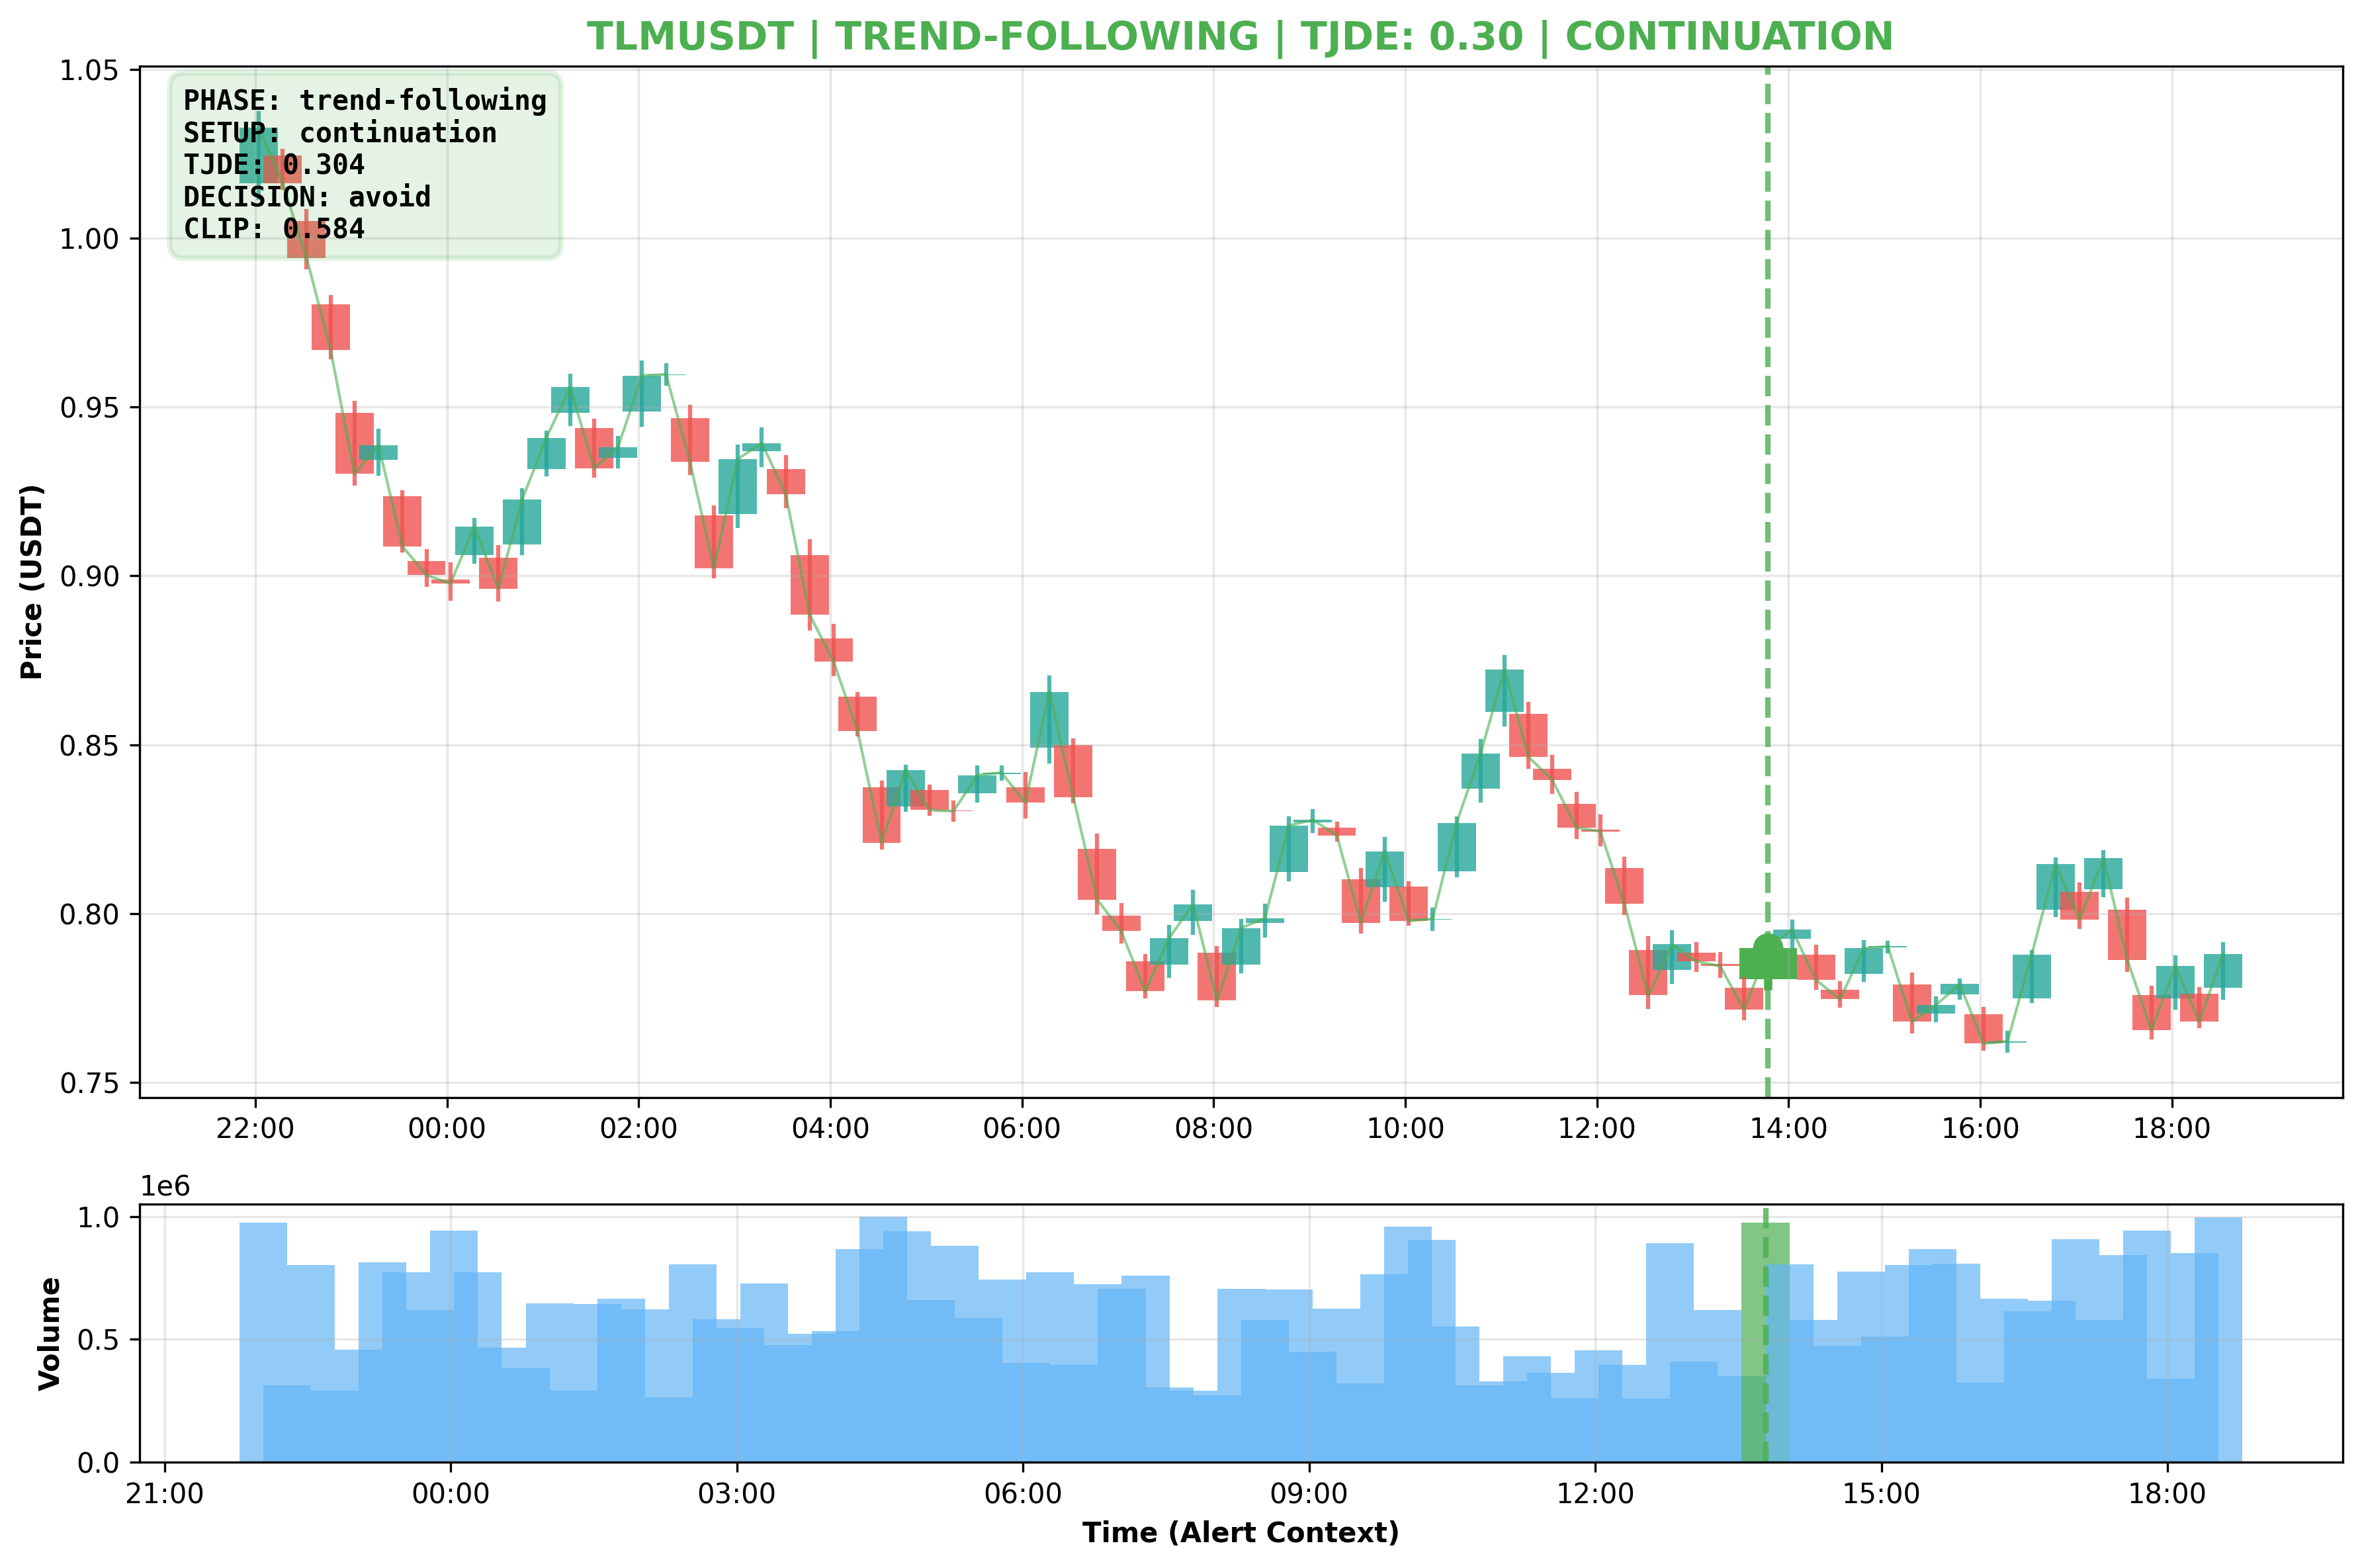 TLMUSDT | TREND-FOLLOWING | TJDE: 0.30 | CONTINUATION
PHASE: trend-following
SETUP: continuation
TJDE: 0.304
DECISION: avoid
CLIP: 0.584
Price (USDT)
1.05
1.00
0.95
0.90
0.85
0.80
0.75
22:00 00:00 02:00 04:00 06:00 08:00 10:00 12:00 14:00 16:00 18:00
1e6
Volume
1.0
0.5
0.0
21:00 00:00 03:00 06:00 09:00 12:00 15:00 18:00
Time (Alert Context)